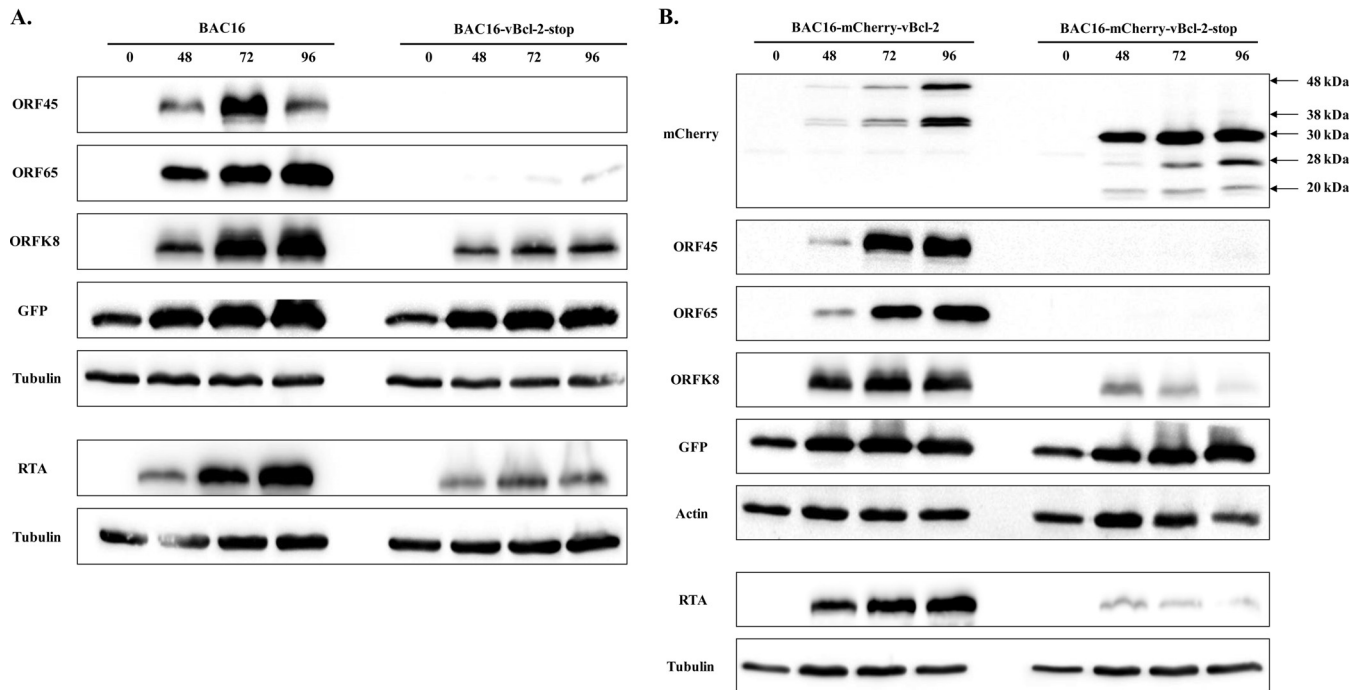 A.
BAC16 BAC16-vBcl-2-stop
0 48 72 96 0 48 72 96
ORF45
ORF65
ORFK8
GFP
Tubulin
RTA
Tubulin
B.
BAC16-mCherry-vBcl-2 BAC16-mCherry-vBcl-2-stop
0 48 72 96 0 48 72 96
mCherry
48 kDa
38 kDa
30 kDa
28 kDa
20 kDa
ORF45
ORF65
ORFK8
GFP
Actin
RTA
Tubulin